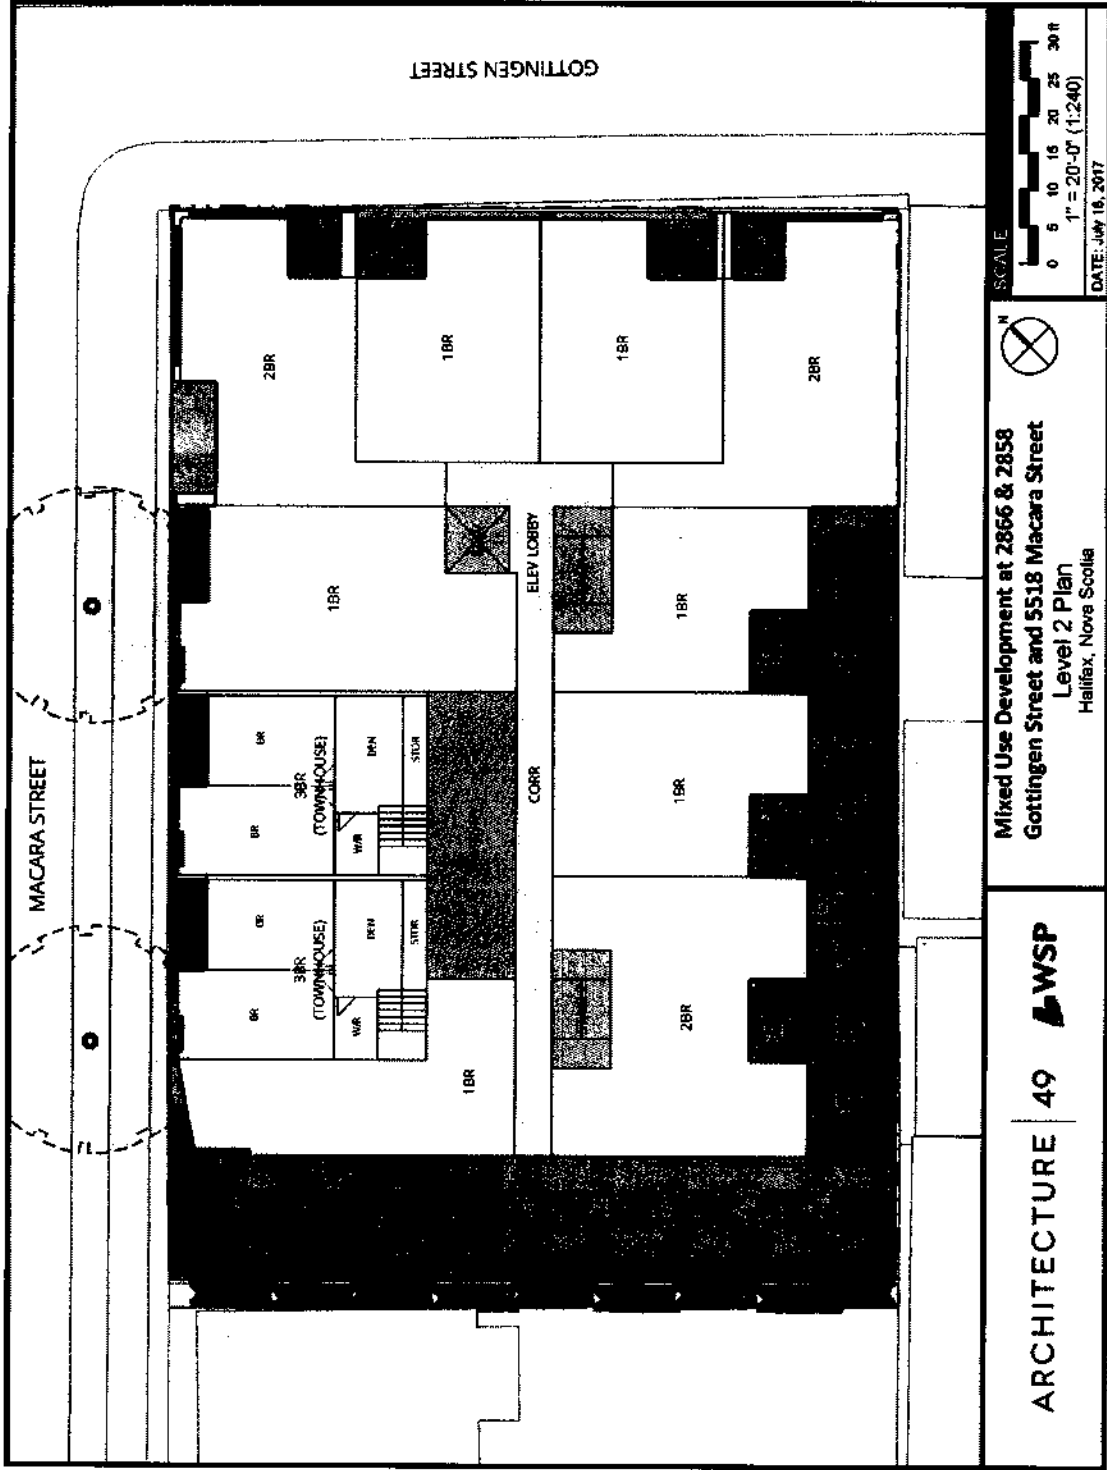 GOTTINGEN STREET
MACARA STREET
2BR
1BR
1BR
2BR
1BR
ELEV LOBBY
1BR
BR
BR
3BR
(TOWNHOUSE)
DEN
STOR
W/R
CORR
1BR
BR
BR
3BR
(TOWNHOUSE)
DEN
STOR
W/R
1BR
2BR
ARCHITECTURE | 49
WSP
Mixed Use Development at 2866 & 2858
Gottingen Street and 5518 Macara Street
Level 2 Plan
Halifax, Nova Scotia
N
SCALE
0 5 10 15 20 25 30 ft
1" = 20'-0" (1:240)
DATE: July 18, 2017